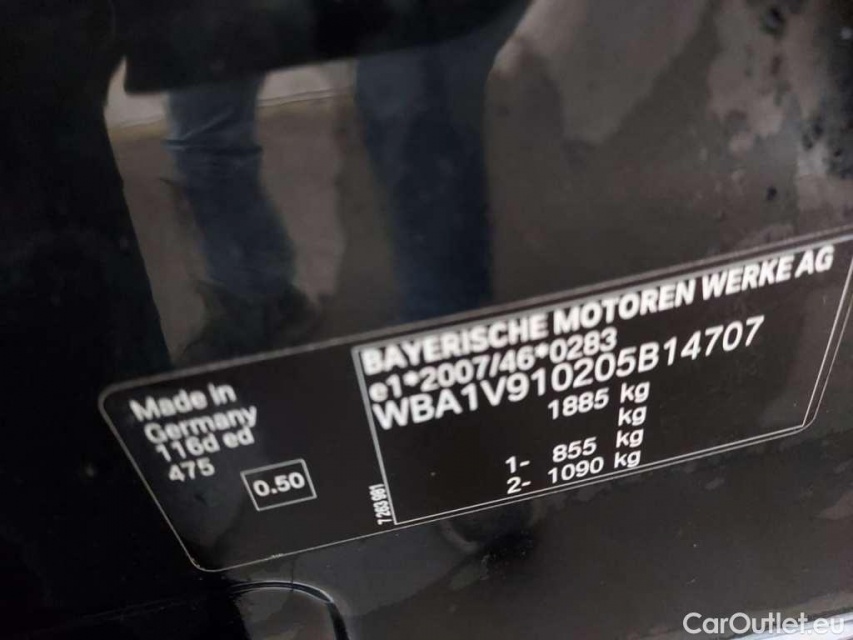 Made in
Germany
116d ed
475
0.50
7 263 981
BAYERISCHE MOTOREN WERKE AG
e1*2007/46*0283
WBA1V910205B14707
1885 kg
kg
1- 855 kg
2- 1090 kg
CarOutlet.eu